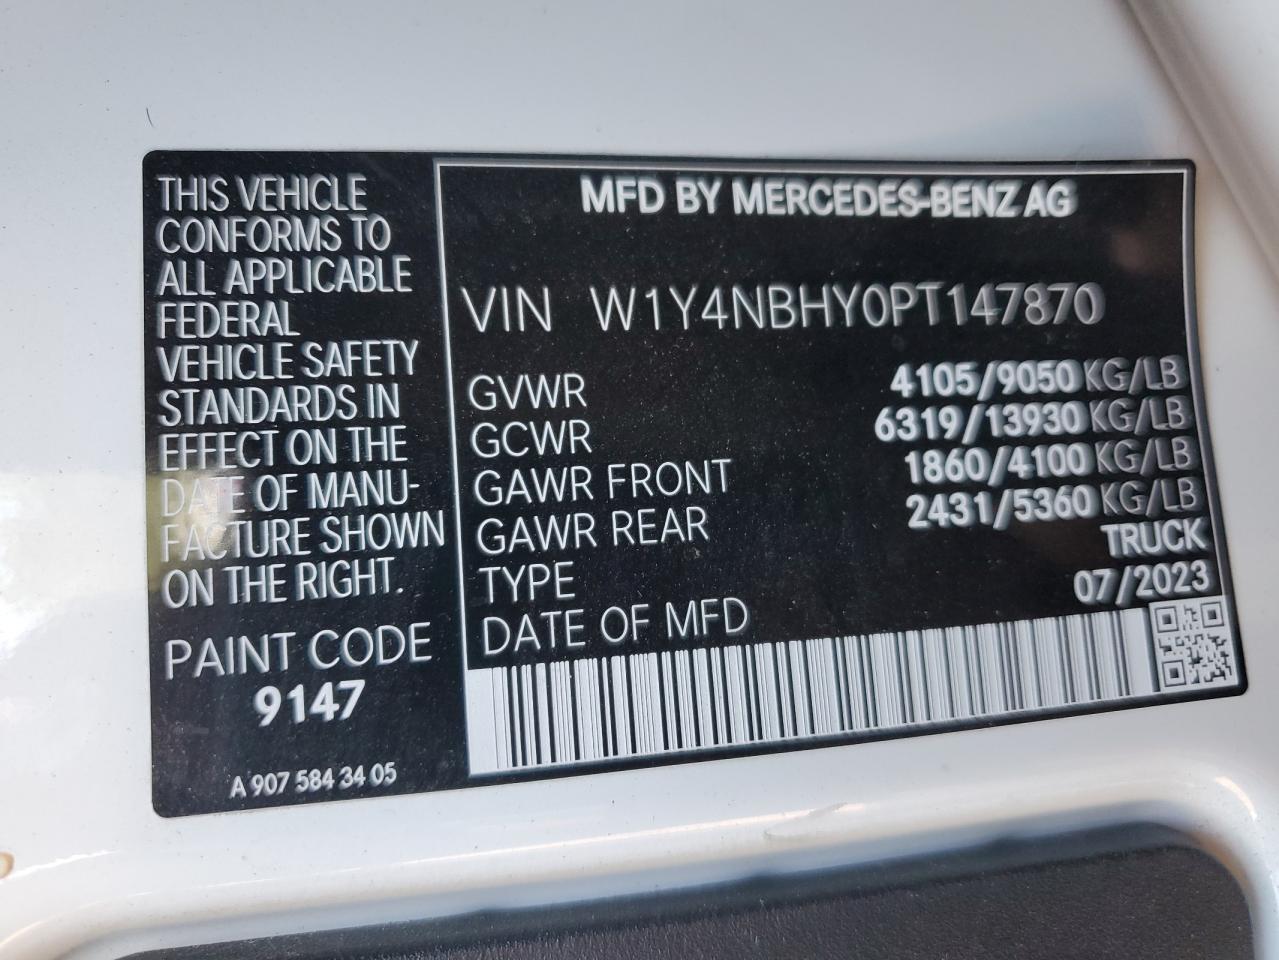 THIS VEHICLE
CONFORMS TO
ALL APPLICABLE
FEDERAL
VEHICLE SAFETY
STANDARDS IN
EFFECT ON THE
DATE OF MANU-
FACTURE SHOWN
ON THE RIGHT.
PAINT CODE
9147
A 907 584 34 05
MFD BY MERCEDES-BENZ AG
VIN W1Y4NBHY0PT147870
GVWR 4105/9050 KG/LB
GCWR 6319/13930 KG/LB
GAWR FRONT 1860/4100 KG/LB
GAWR REAR 2431/5360 KG/LB
TYPE TRUCK
DATE OF MFD 07/2023